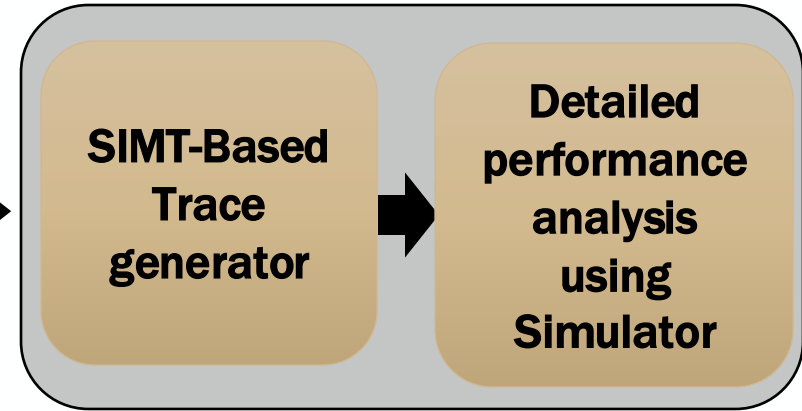 SIMT-Based
Trace
generator
Detailed
performance
analysis
using
Simulator